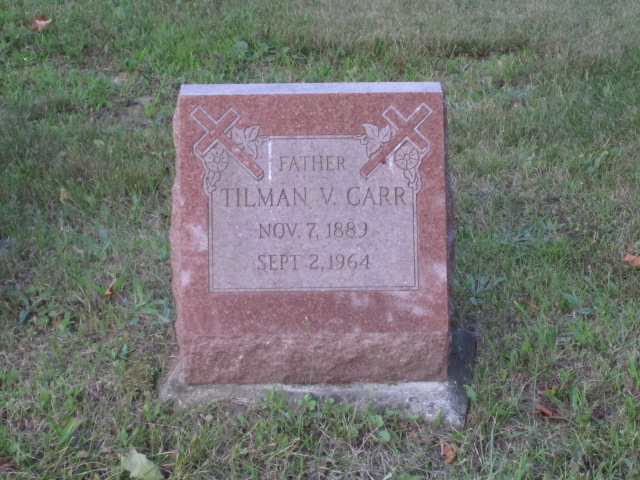 FATHER
TILMAN V. CARR
NOV. 7, 1889
SEPT 2, 1964